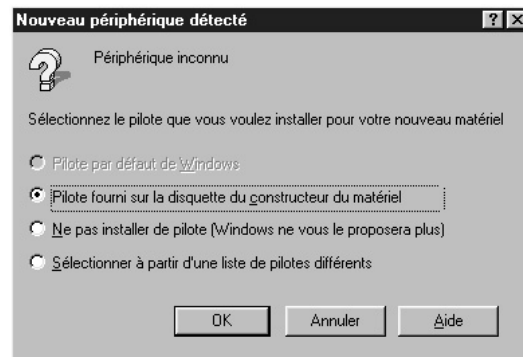 Nouveau périphérique détecté
Périphérique inconnu
Sélectionnez le pilote que vous voulez installer pour votre nouveau matériel
Pilote par défaut de Windows
Pilote fourni sur la disquette du constructeur du matériel
Ne pas installer de pilote (Windows ne vous le proposera plus)
Sélectionner à partir d'une liste de pilotes différents
OK Annuler Aide